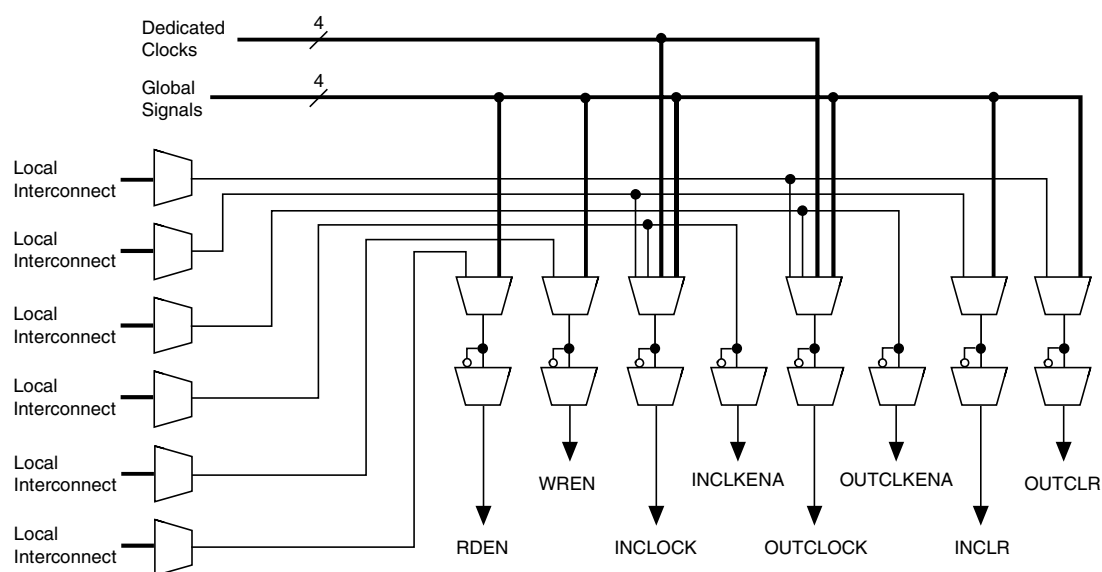 Dedicated
Clocks
4
Global
Signals
4
Local
Interconnect
Local
Interconnect
Local
Interconnect
Local
Interconnect
Local
Interconnect
Local
Interconnect
WREN
INCLKENA
OUTCLKENA
OUTCLR
RDEN
INCLOCK
OUTCLOCK
INCLR